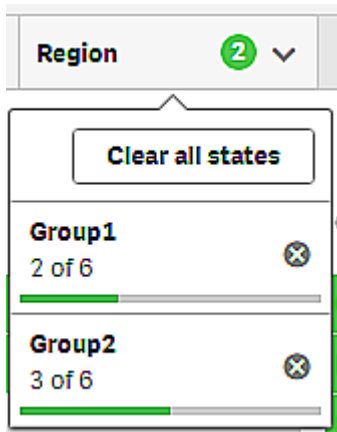 Region 2
Clear all states
Group1
2 of 6
Group2
3 of 6